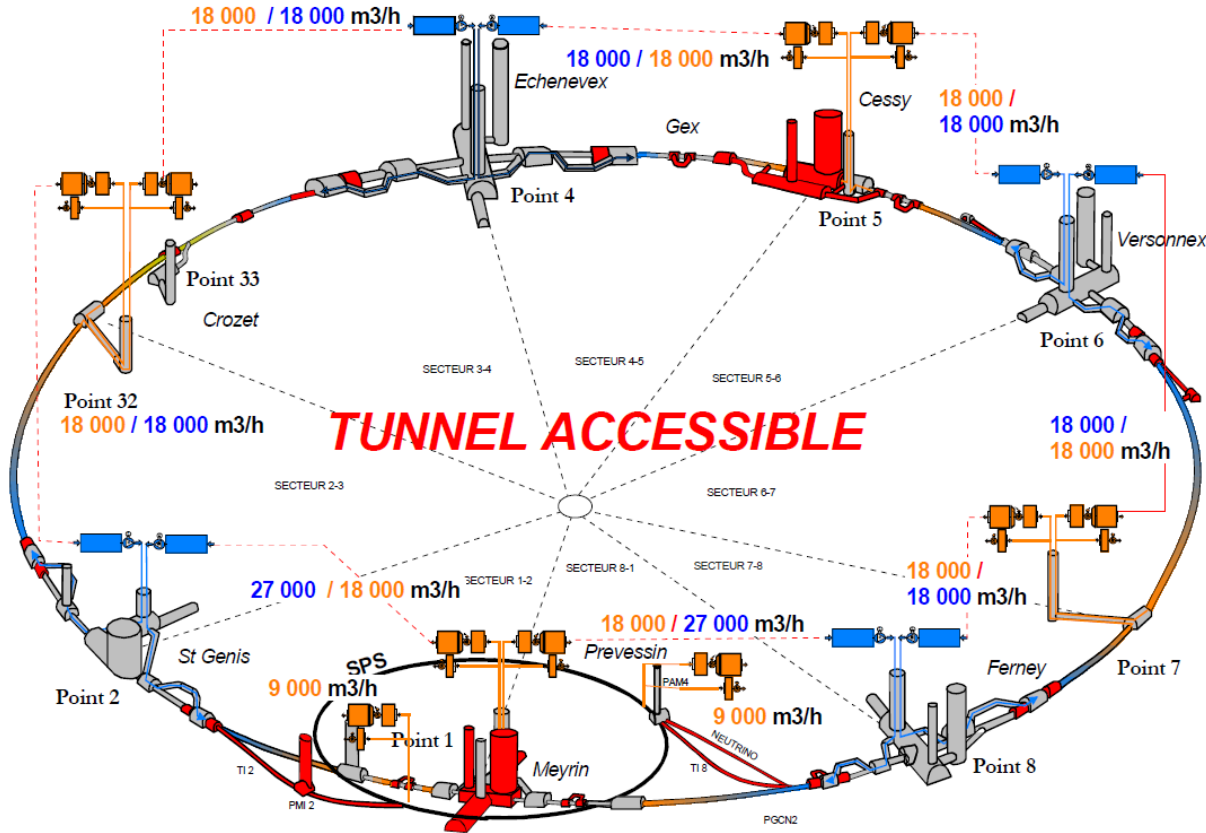 18 000 / 18 000 m3/h
Echenevex
18 000 / 18 000 m3/h
Cessy
18 000 /
18 000 m3/h
Gex
Point 4
Point 5
Versonnex
Point 33
Crozet
Point 6
Point 32
18 000 / 18 000 m3/h
SECTEUR 3-4
SECTEUR 4-5
SECTEUR 5-6
TUNNEL ACCESSIBLE
18 000 /
18 000 m3/h
SECTEUR 2-3
SECTEUR 6-7
27 000 / 18 000 m3/h
SECTEUR 1-2
SECTEUR 8-1
SECTEUR 7-8
18 000 /
18 000 m3/h
18 000 / 27 000 m3/h
St Genis
Point 2
SPS
Prevessin
Ferney
Point 7
9 000 m3/h
PAM4
9 000 m3/h
Point 1
NEUTRINO
Meyrin
TI 2
TI 8
Point 8
PMI 2
PGCN2